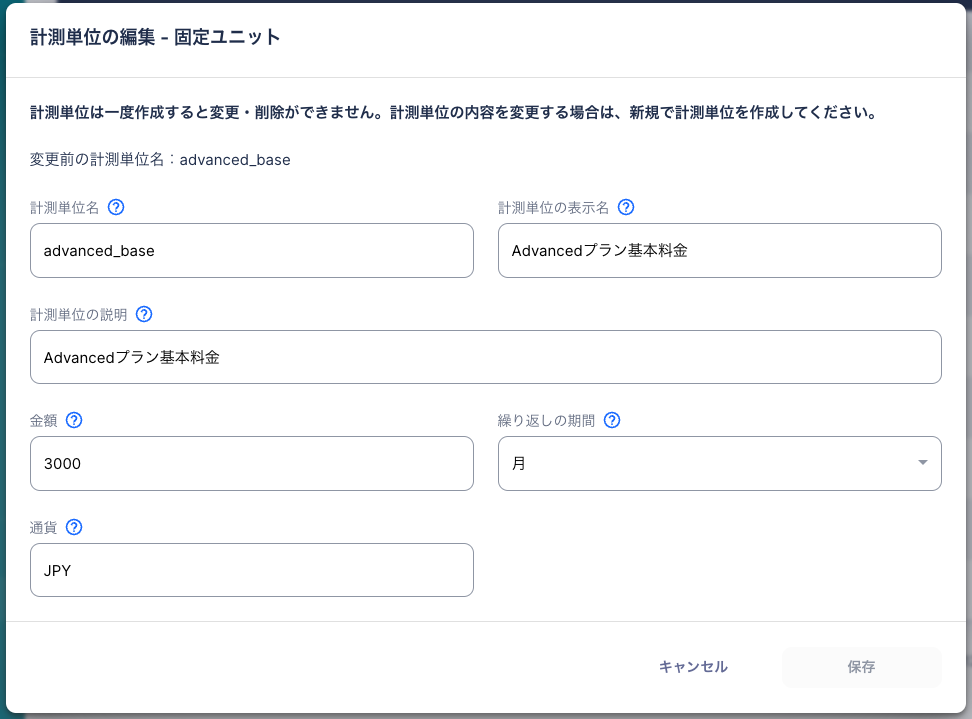 計測単位の編集 - 固定ユニット
計測単位は一度作成すると変更・削除ができません。計測単位の内容を変更する場合は、新規で計測単位を作成してください。
変更前の計測単位名：advanced_base
計測単位名 ?
計測単位の表示名 ?
advanced_base
Advancedプラン基本料金
計測単位の説明 ?
Advancedプラン基本料金
金額 ?
繰り返しの期間 ?
3000
月
通貨 ?
JPY
キャンセル
保存